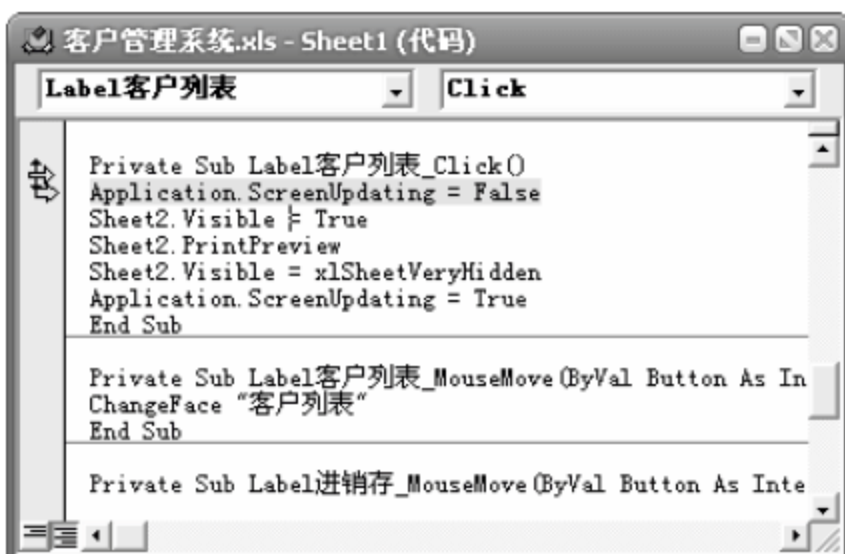 客户管理系统.xls - Sheet1 (代码)
Label客户列表 Click
Private Sub Label客户列表_Click()
Application.ScreenUpdating = False
Sheet2.Visible = True
Sheet2.PrintPreview
Sheet2.Visible = xlSheetVeryHidden
Application.ScreenUpdating = True
End Sub
Private Sub Label客户列表_MouseMove(ByVal Button As In
ChangeFace "客户列表"
End Sub
Private Sub Label进销存_MouseMove(ByVal Button As Inte